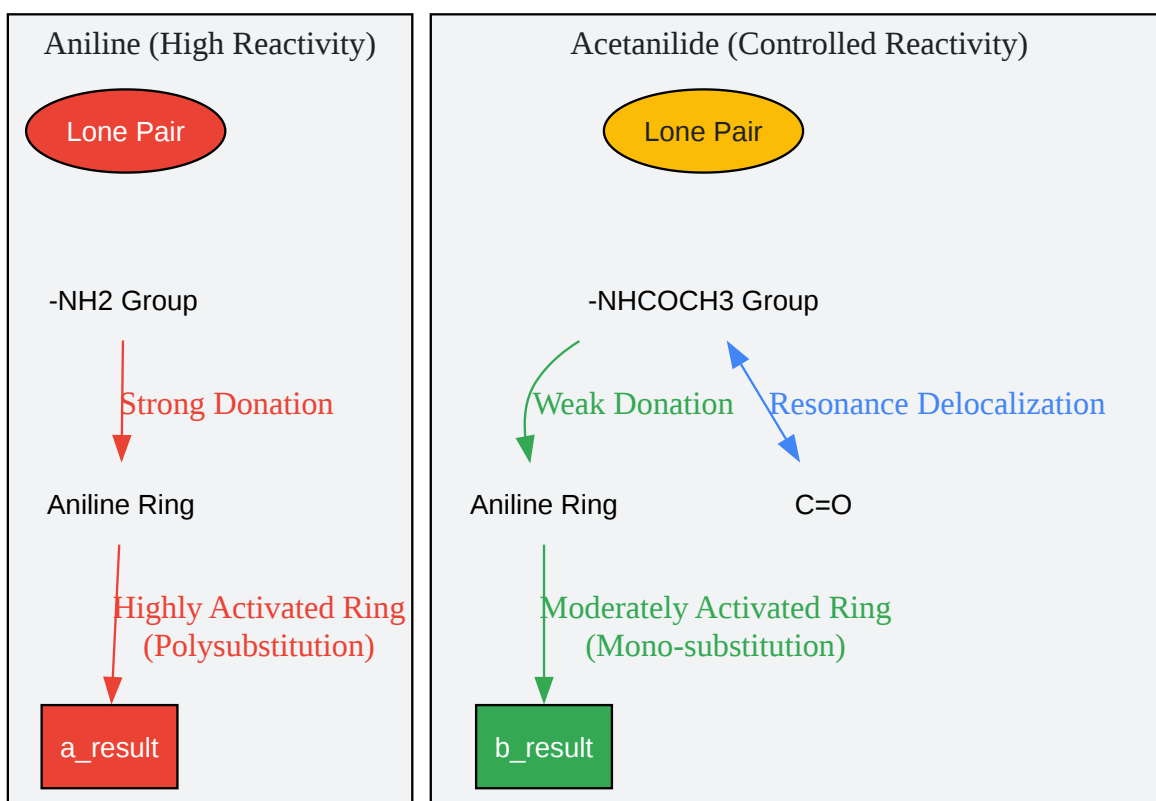 Aniline (High Reactivity)
Lone Pair
-NH2 Group
Strong Donation
Aniline Ring
Highly Activated Ring
(Polysubstitution)
a_result
Acetanilide (Controlled Reactivity)
Lone Pair
-NHCOCH3 Group
Weak Donation
Resonance Delocalization
Aniline Ring
C=O
Moderately Activated Ring
(Mono-substitution)
b_result